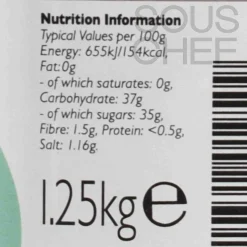 SOUS
CHEF
Nutrition Information
Typical Values per 100g
Energy: 655kJ/154kcal,
Fat:0g
- of which saturates: 0g,
Carbohydrate: 37g
- of which sugars: 35g,
Fibre: 1.5g, Protein: <0.5g,
Salt: 1.16g.
1.25kg e